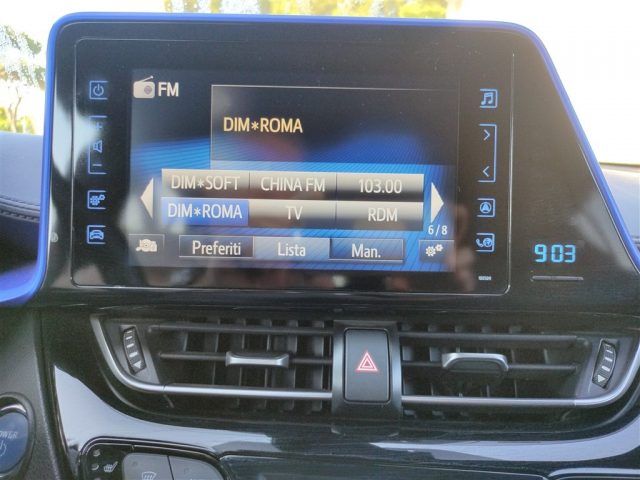 FM
DIM*ROMA
DIM*SOFT CHINA FM 103.00
DIM*ROMA TV RDM
6/8
Preferiti Lista Man.
9:03
POWER